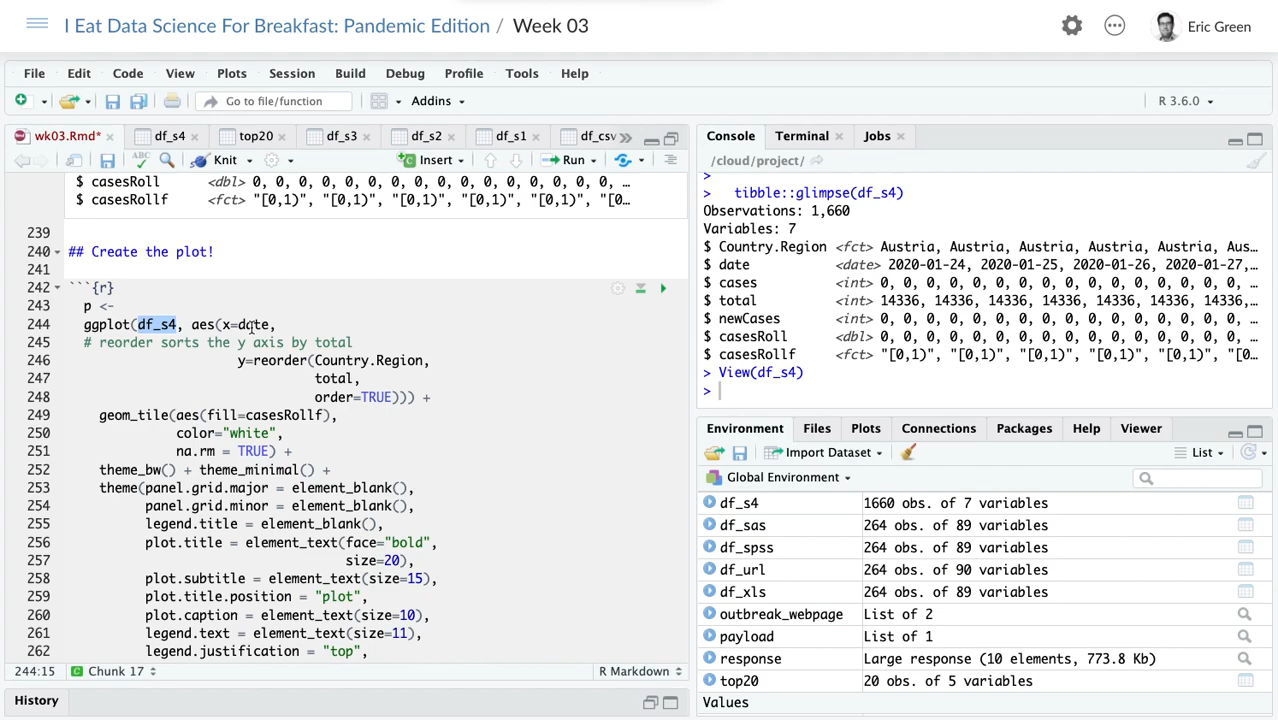 I Eat Data Science For Breakfast: Pandemic Edition / Week 03
Eric Green
File Edit Code View Plots Session Build Debug Profile Tools Help
Go to file/function
Addins
R 3.6.0
wk03.Rmd* df_s4 top20 df_s3 df_s2 df_s1 df_csv
Knit Insert Run
$ casesRoll <dbl> 0, 0, 0, 0, 0, 0, 0, 0, 0, 0, 0, 0, 0, …
$ casesRollf <fct> "[0,1)", "[0,1)", "[0,1)", "[0,1)", "[0…
239
240 ## Create the plot!
241
242 ```{r}
243 p <-
244 ggplot(df_s4, aes(x=date,
245 # reorder sorts the y axis by total
246 y=reorder(Country.Region,
247 total,
248 order=TRUE))) +
249 geom_tile(aes(fill=casesRollf),
250 color="white",
251 na.rm = TRUE) +
252 theme_bw() + theme_minimal() +
253 theme(panel.grid.major = element_blank(),
254 panel.grid.minor = element_blank(),
255 legend.title = element_blank(),
256 plot.title = element_text(face="bold",
257 size=20),
258 plot.subtitle = element_text(size=15),
259 plot.title.position = "plot",
260 plot.caption = element_text(size=10),
261 legend.text = element_text(size=11),
262 legend.justification = "top",
244:15 Chunk 17 R Markdown
History
Console Terminal Jobs
/cloud/project/
>
> tibble::glimpse(df_s4)
Observations: 1,660
Variables: 7
$ Country.Region <fct> Austria, Austria, Austria, Austria, Aus…
$ date <date> 2020-01-24, 2020-01-25, 2020-01-26, 2020-01-27,…
$ cases <int> 0, 0, 0, 0, 0, 0, 0, 0, 0, 0, 0, 0, 0, 0, 0, 0,…
$ total <int> 14336, 14336, 14336, 14336, 14336, 14336, 14336,…
$ newCases <int> 0, 0, 0, 0, 0, 0, 0, 0, 0, 0, 0, 0, 0, 0, 0, 0,…
$ casesRoll <dbl> 0, 0, 0, 0, 0, 0, 0, 0, 0, 0, 0, 0, 0, 0, 0, 0,…
$ casesRollf <fct> "[0,1)", "[0,1)", "[0,1)", "[0,1)", "[0,1)", "[0…
> View(df_s4)
>
Environment Files Plots Connections Packages Help Viewer
Import Dataset List
Global Environment
df_s4 1660 obs. of 7 variables
df_sas 264 obs. of 89 variables
df_spss 264 obs. of 89 variables
df_url 264 obs. of 90 variables
df_xls 264 obs. of 89 variables
outbreak_webpage List of 2
payload List of 1
response Large response (10 elements, 773.8 Kb)
top20 20 obs. of 5 variables
Values